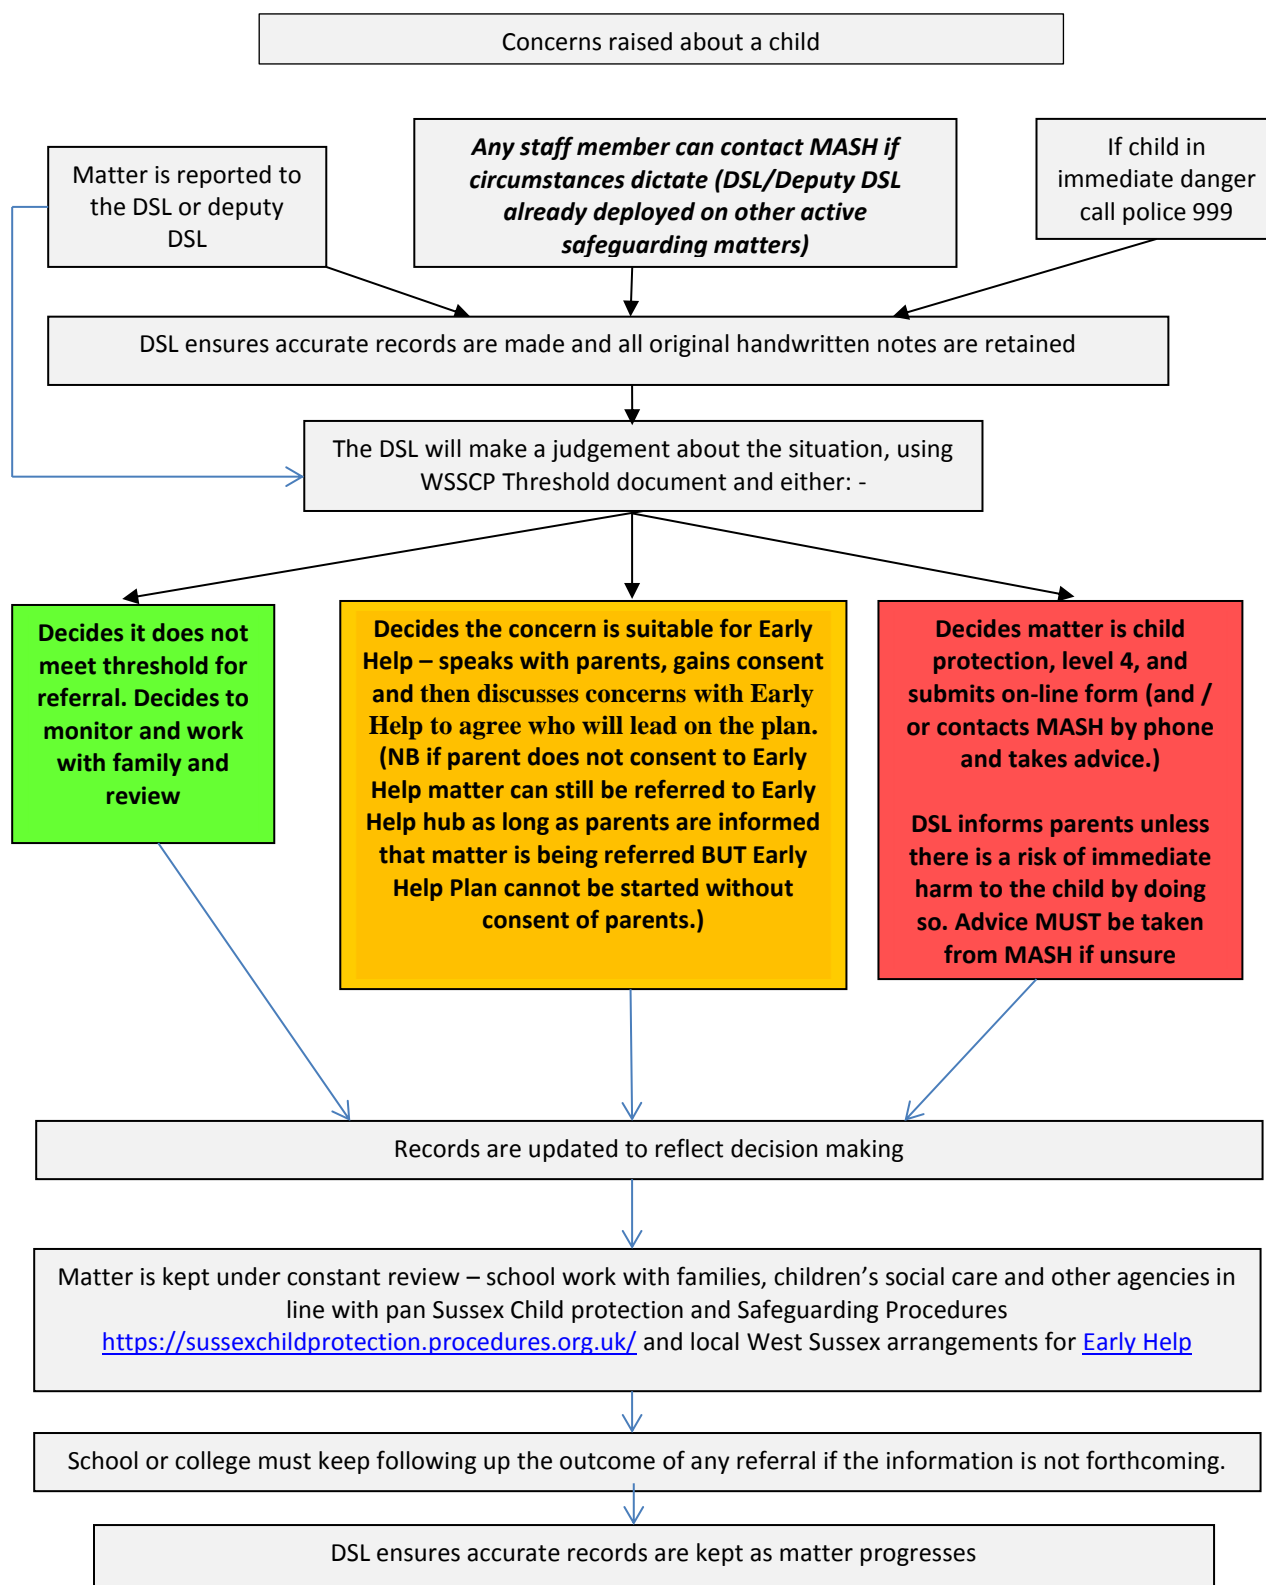 Concerns raised about a child
Matter is reported to
the DSL or deputy
DSL
Any staff member can contact MASH if
circumstances dictate (DSL/Deputy DSL
already deployed on other active
safeguarding matters)
If child in
immediate danger
call police 999
DSL ensures accurate records are made and all original handwritten notes are retained
The DSL will make a judgement about the situation, using
WSSCP Threshold document and either: -
Decides it does not
meet threshold for
referral. Decides to
monitor and work
with family and
review
Decides the concern is suitable for Early
Help – speaks with parents, gains consent
and then discusses concerns with Early
Help to agree who will lead on the plan.
(NB if parent does not consent to Early
Help matter can still be referred to Early
Help hub as long as parents are informed
that matter is being referred BUT Early
Help Plan cannot be started without
consent of parents.)
Decides matter is child
protection, level 4, and
submits on-line form (and /
or contacts MASH by phone
and takes advice.)
DSL informs parents unless
there is a risk of immediate
harm to the child by doing
so. Advice MUST be taken
from MASH if unsure
Records are updated to reflect decision making
Matter is kept under constant review – school work with families, children’s social care and other agencies in
line with pan Sussex Child protection and Safeguarding Procedures
https://sussexchildprotection.procedures.org.uk/ and local West Sussex arrangements for Early Help
School or college must keep following up the outcome of any referral if the information is not forthcoming.
DSL ensures accurate records are kept as matter progresses